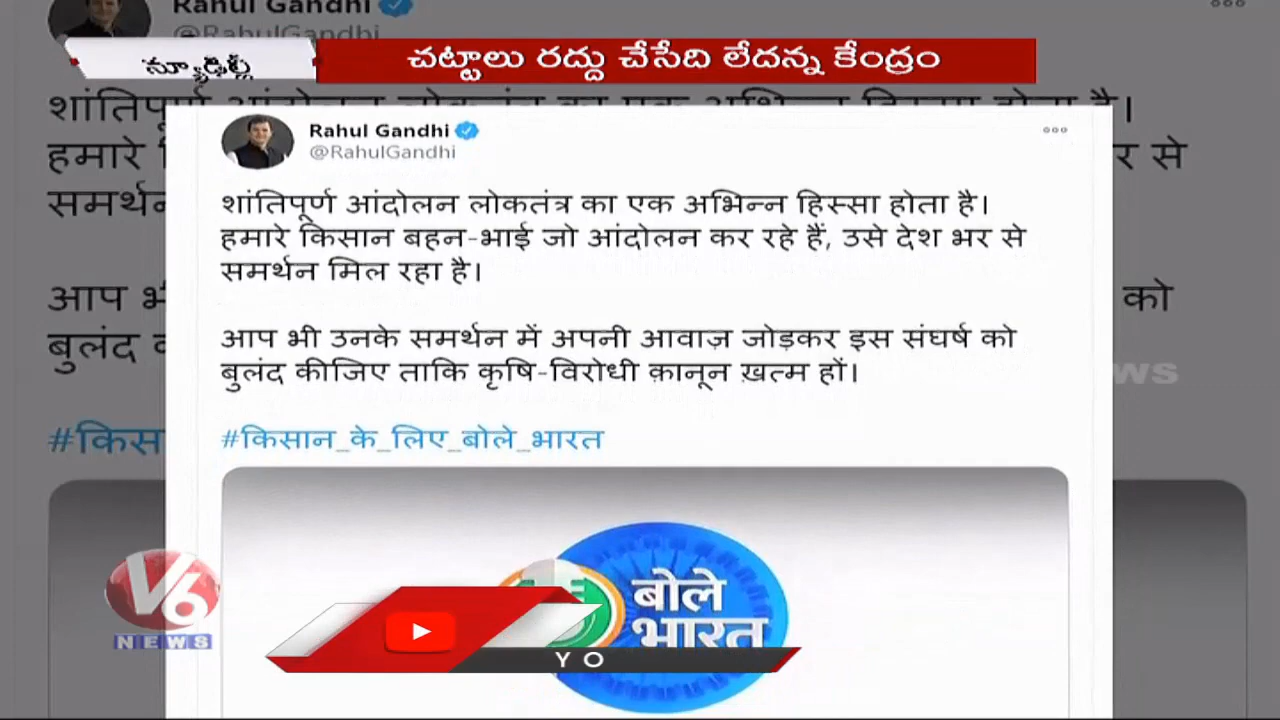 Rahul Gandhi
@RahulGandhi
న్యూఢిల్లీ
చట్టాలు రద్దు చేసేది లేదన్న కేంద్రం
Rahul Gandhi
@RahulGandhi
शांतिपूर्ण आंदोलन लोकतंत्र का एक अभिन्न हिस्सा होता है।
हमारे किसान बहन-भाई जो आंदोलन कर रहे हैं, उसे देश भर से
समर्थन मिल रहा है।
आप भी उनके समर्थन में अपनी आवाज़ जोड़कर इस संघर्ष को
बुलंद कीजिए ताकि कृषि-विरोधी क़ानून ख़त्म हों।
#किसान_के_लिए_बोले_भारत
बोले
भारत
V6
NEWS
YO